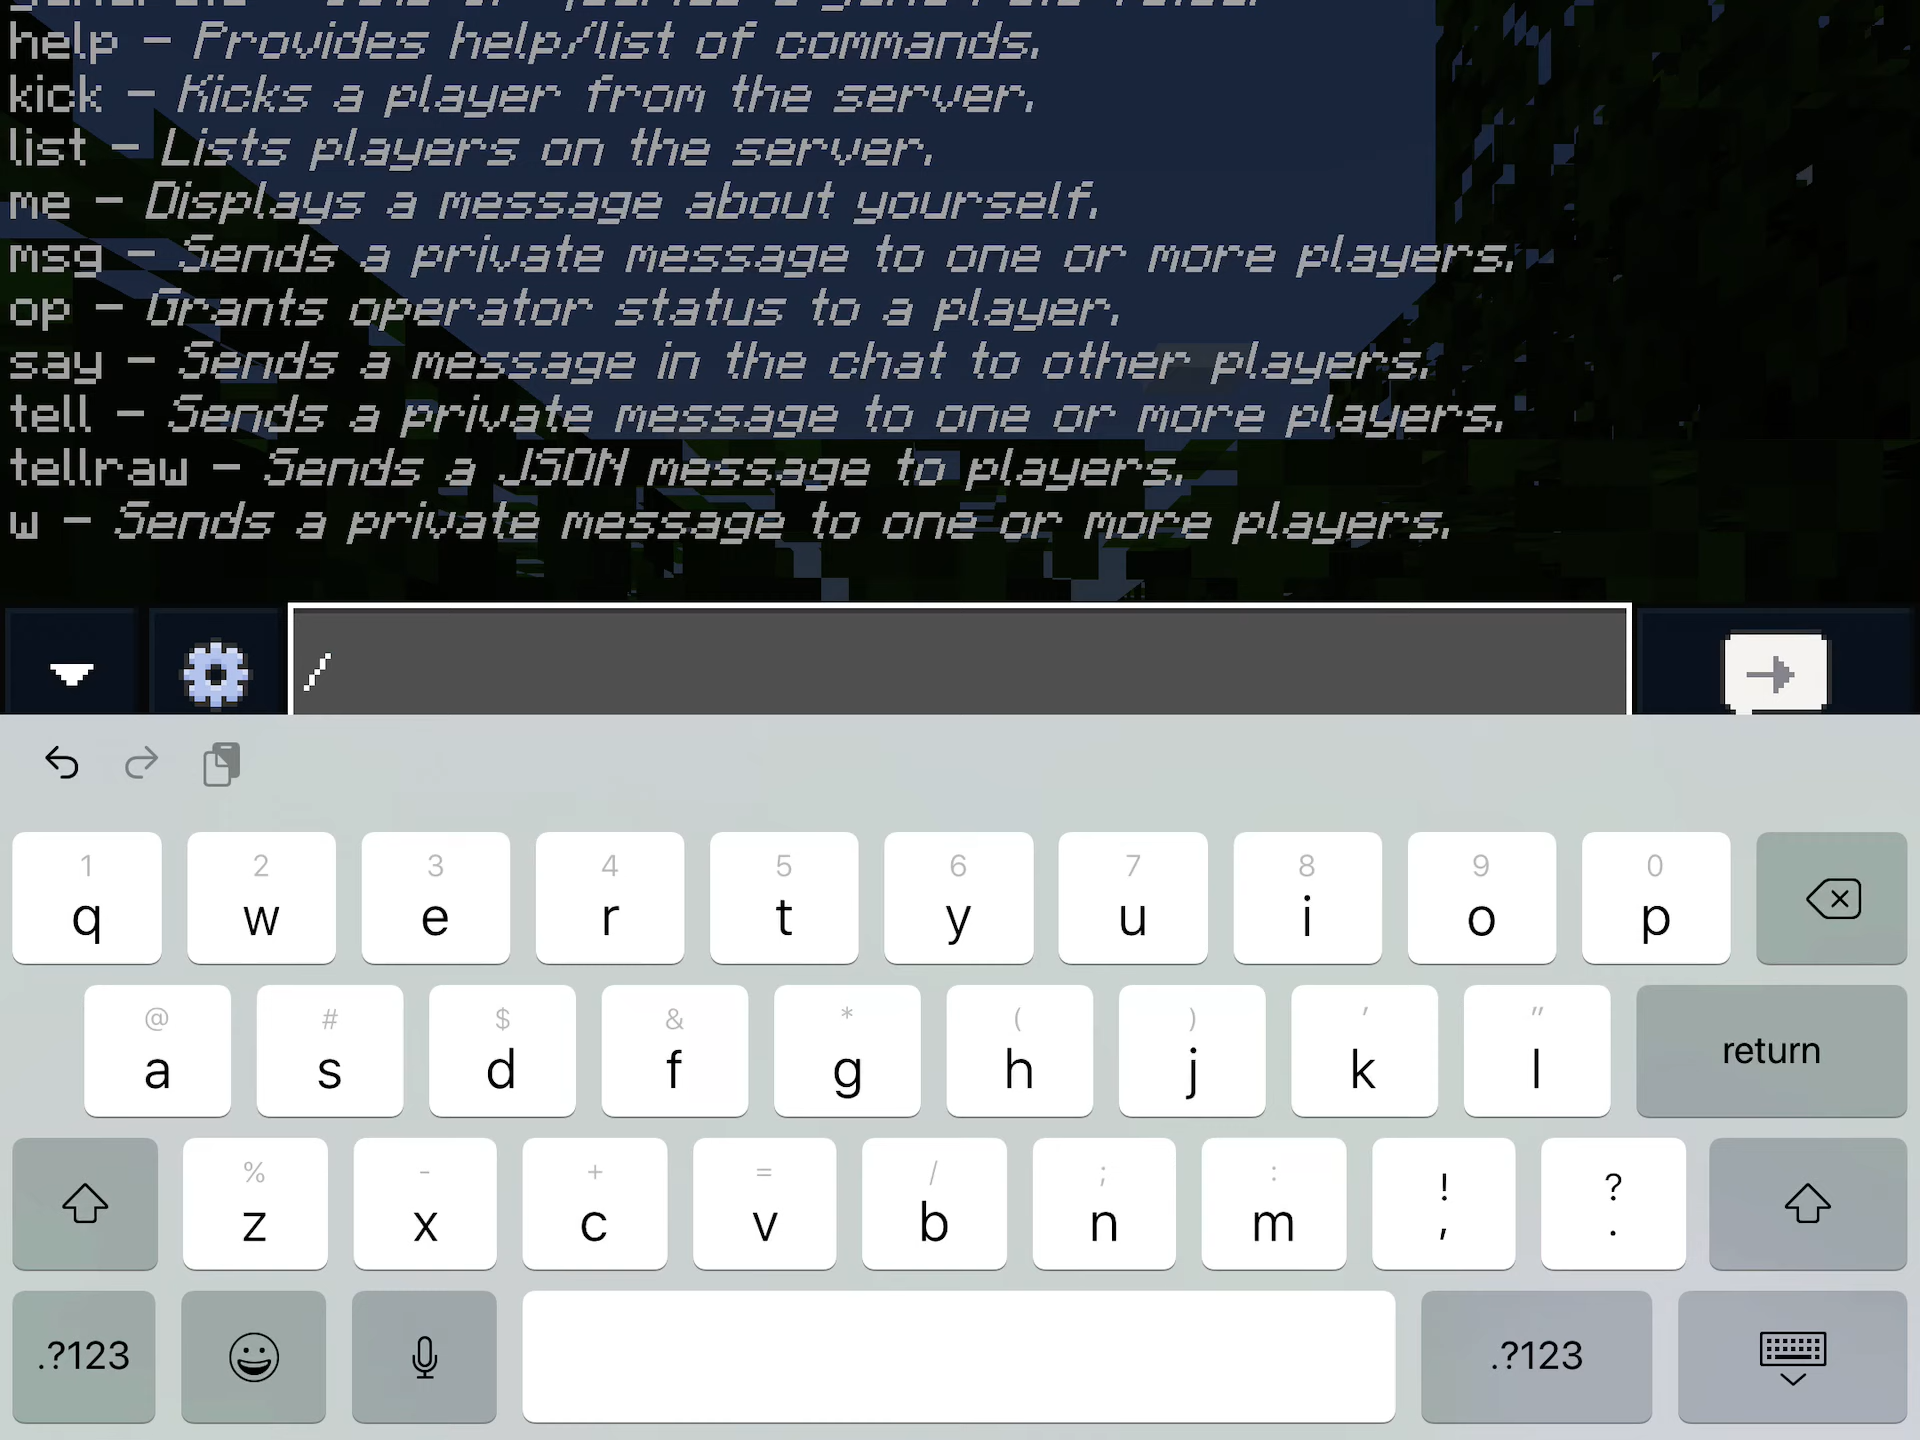 help – Provides help/list of commands.
kick – Kicks a player from the server.
list – Lists players on the server.
me – Displays a message about yourself.
msg – Sends a private message to one or more players.
op – Grants operator status to a player.
say – Sends a message in the chat to other players.
tell – Sends a private message to one or more players.
tellraw – Sends a JSON message to players.
w – Sends a private message to one or more players.
/
1 2 3 4 5 6 7 8 9 0
q w e r t y u i o p
@ # $ & * ( ) ' "
a s d f g h j k l return
% - + = / ; : ! ?
z x c v b n m , .
.?123 .?123